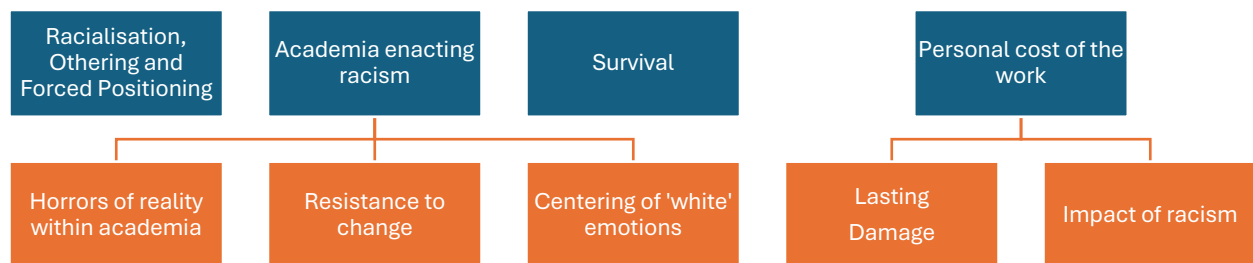 Racialisation,
Othering and
Forced Positioning
Academia enacting
racism
Survival
Personal cost of the
work
Horrors of reality
within academia
Resistance to
change
Centering of 'white'
emotions
Lasting
Damage
Impact of racism